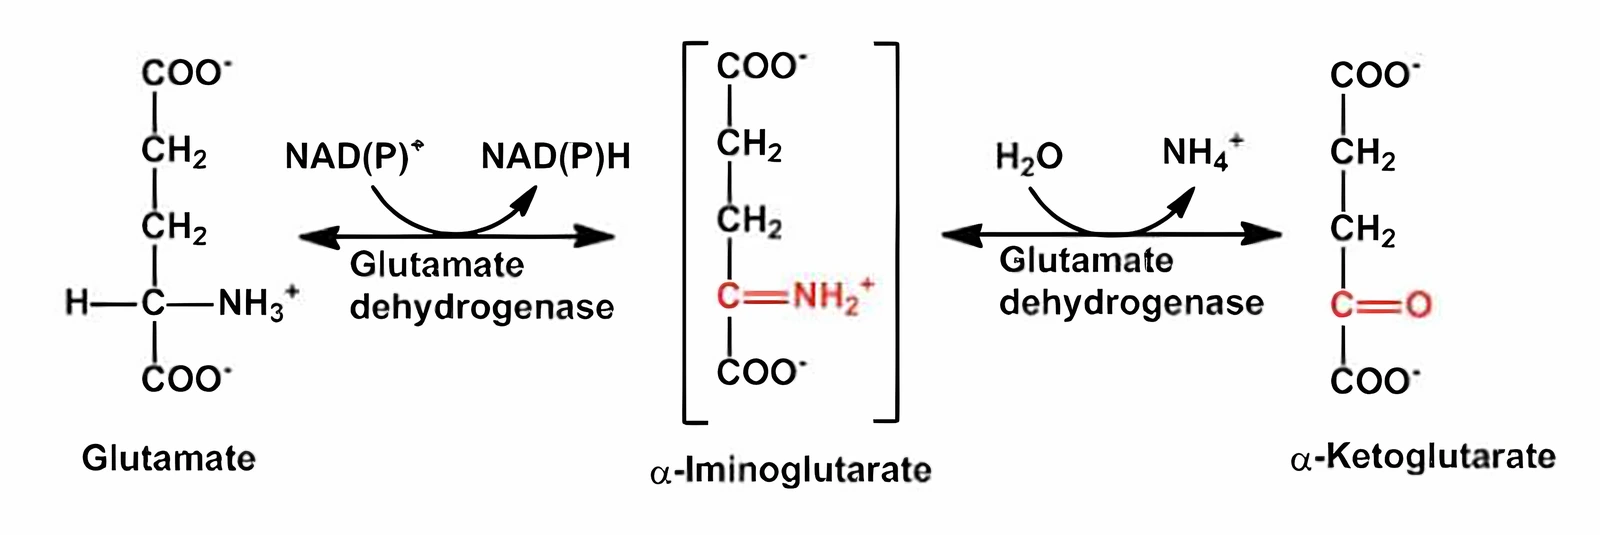 COO⁻
CH₂
CH₂
H—C—NH₃⁺
COO⁻
Glutamate
NAD(P)⁺ NAD(P)H
Glutamate
dehydrogenase
COO⁻
CH₂
CH₂
C=NH₂⁺
COO⁻
α-Iminoglutarate
H₂O NH₄⁺
Glutamate
dehydrogenase
COO⁻
CH₂
CH₂
C=O
COO⁻
α-Ketoglutarate